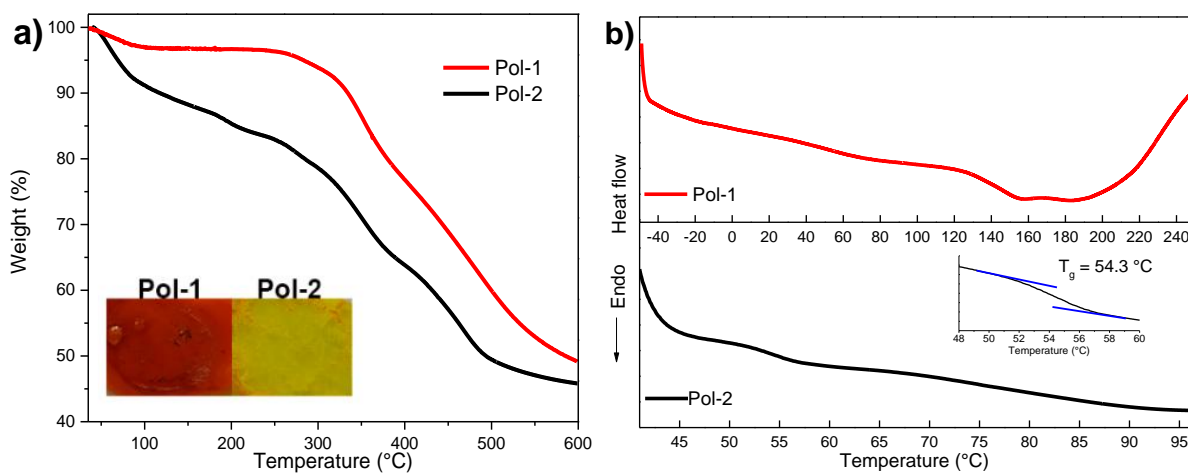 a)
100
90
80
70
60
50
40
Weight (%)
Pol-1
Pol-2
Pol-1 Pol-2
100 200 300 400 500 600
Temperature (°C)
b)
Pol-1
-40 -20 0 20 40 60 80 100 120 140 160 180 200 220 240
Heat flow
Endo
Tg = 54.3 °C
48 50 52 54 56 58 60
Temperature (°C)
Pol-2
45 50 55 60 65 70 75 80 85 90 95
Temperature (°C)